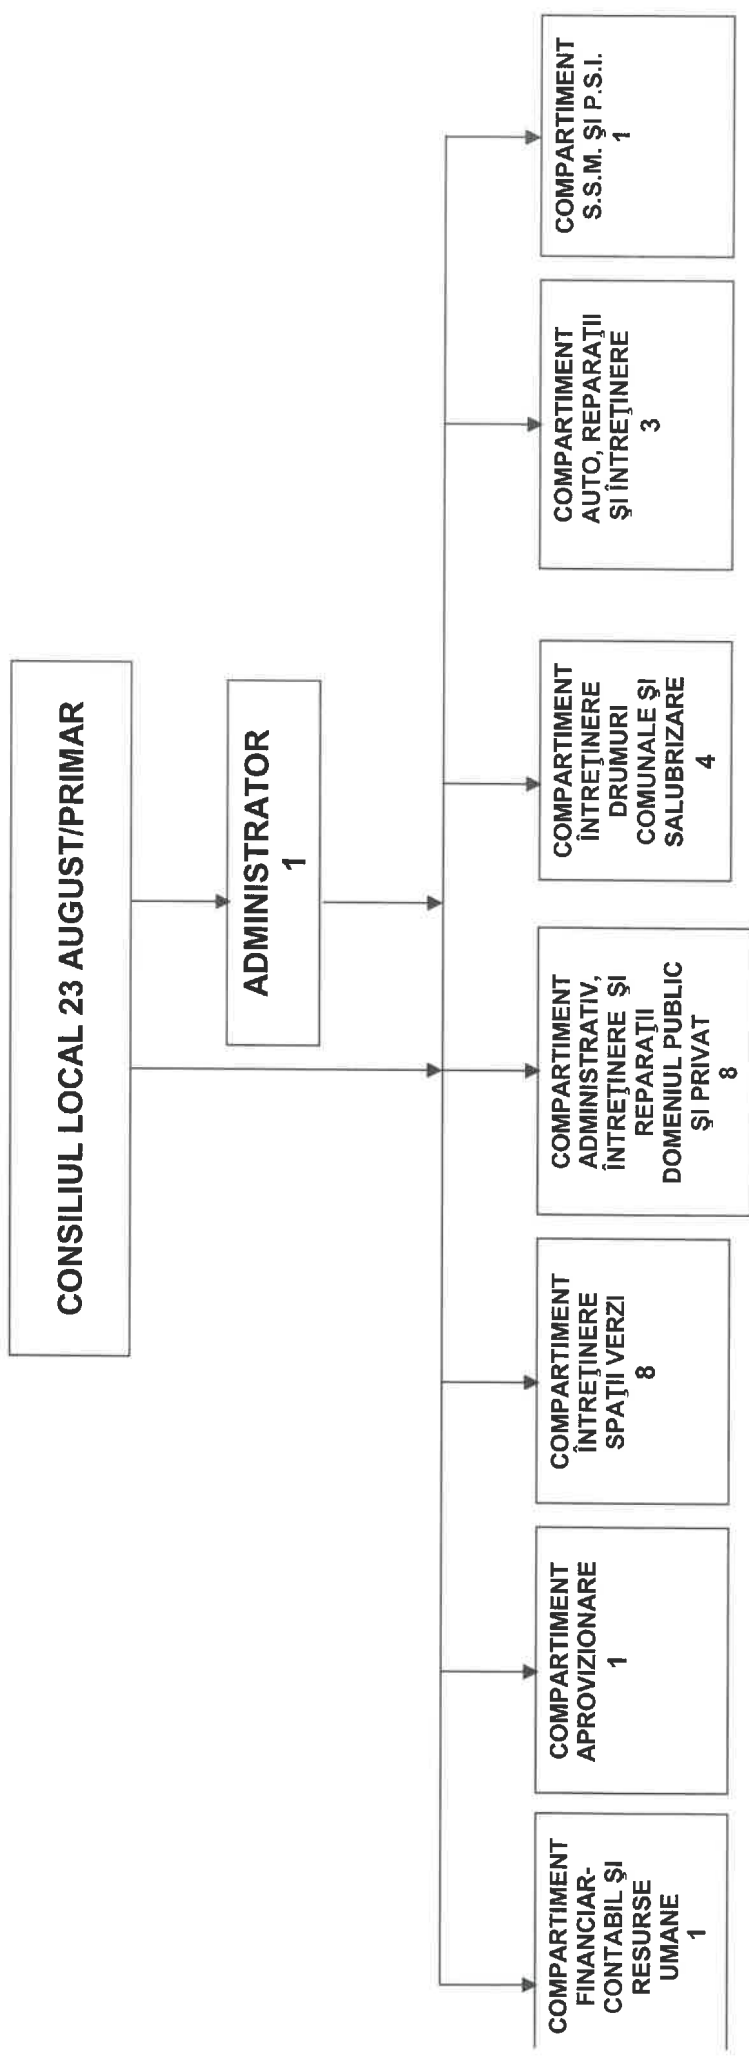 CONSILIUL LOCAL 23 AUGUST/PRIMAR
ADMINISTRATOR
1
COMPARTIMENT
FINANCIAR-
CONTABIL ŞI
RESURSE
UMANE
1
COMPARTIMENT
APROVIZIONARE
1
COMPARTIMENT
ÎNTREŢINERE
SPAŢII VERZI
8
COMPARTIMENT
ADMINISTRATIV,
ÎNTREŢINERE ŞI
REPARAŢII
DOMENIUL PUBLIC
ŞI PRIVAT
8
COMPARTIMENT
ÎNTREŢINERE
DRUMURI
COMUNALE ŞI
SALUBRIZARE
4
COMPARTIMENT
AUTO, REPARAŢII
ŞI ÎNTREŢINERE
3
COMPARTIMENT
S.S.M. ŞI P.S.I.
1